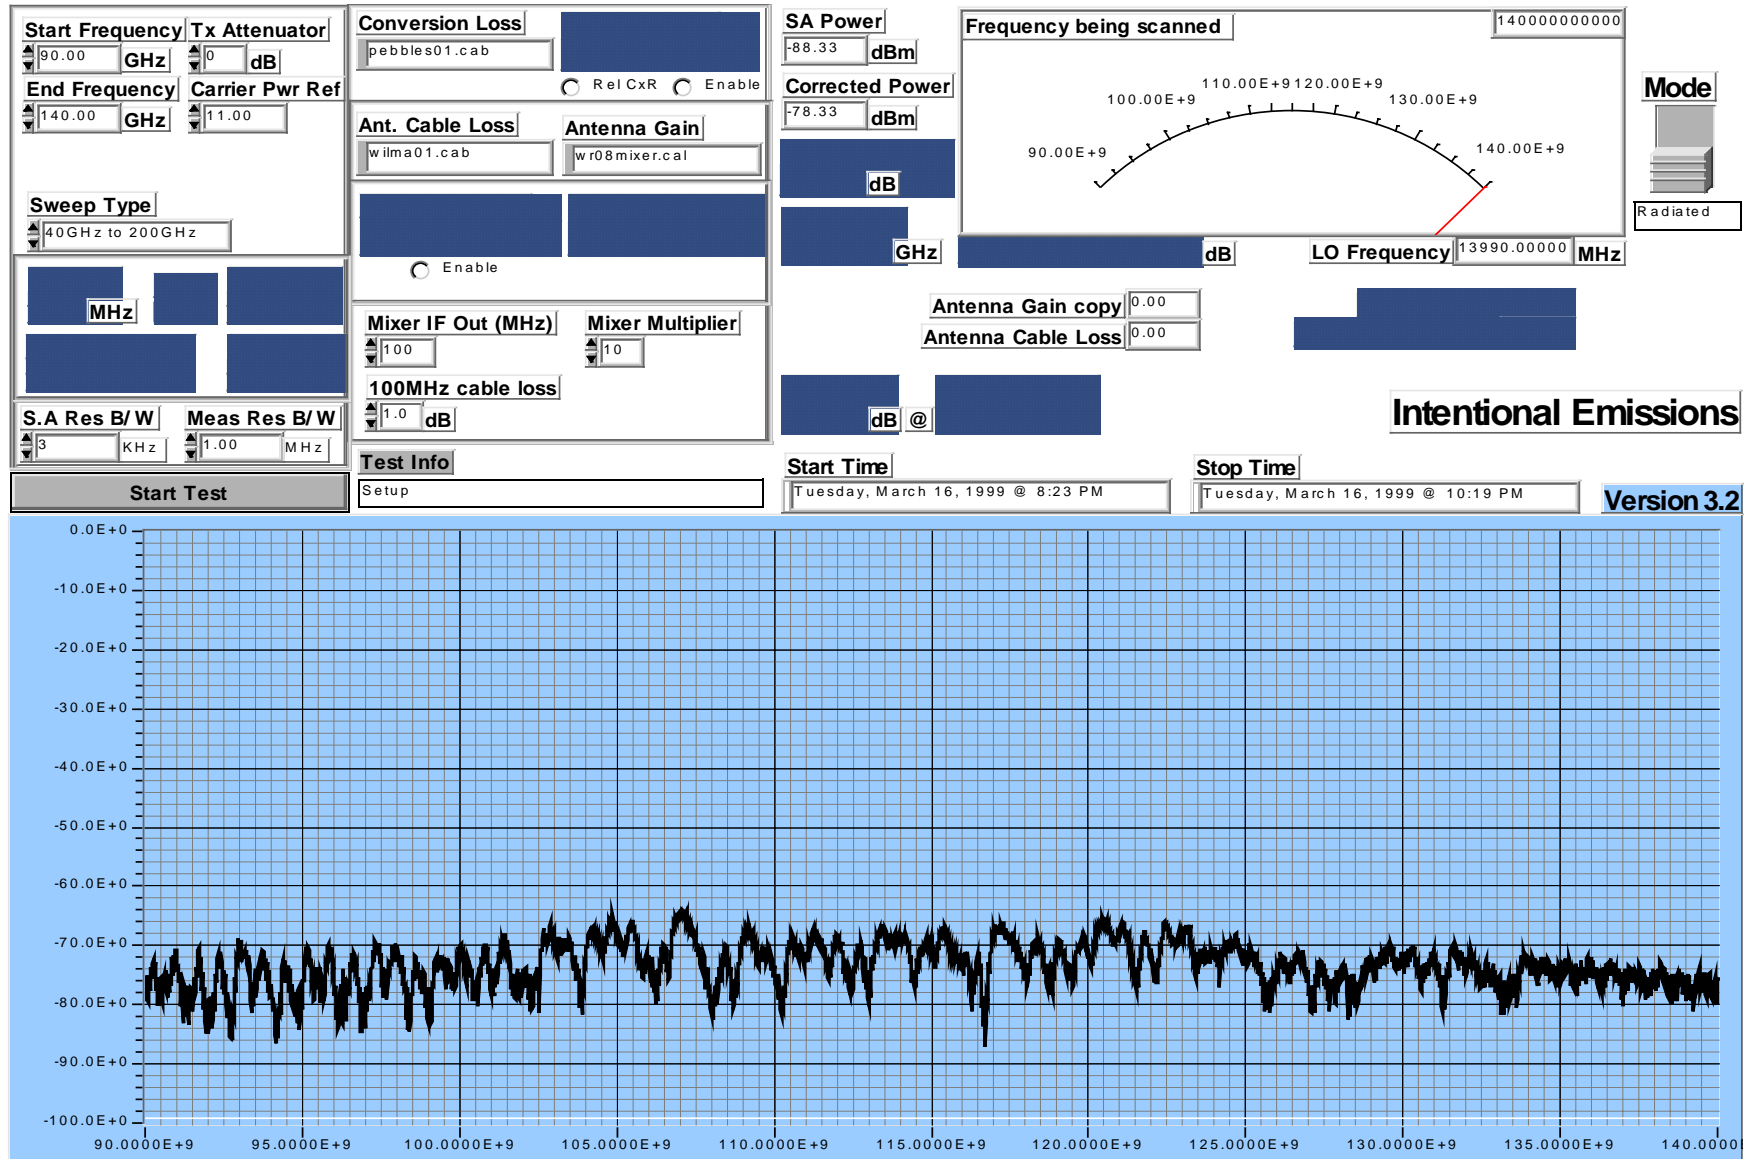 Start Frequency
90.00 GHz
Tx Attenuator
0 dB
End Frequency
140.00 GHz
Carrier Pwr Ref
11.00
Sweep Type
40GHz to 200GHz
MHz
S.A Res B/W
3 KHz
Meas Res B/W
1.00 MHz
Start Test
Conversion Loss
pebbles01.cab
Rel CxR
Enable
Ant. Cable Loss
wilma01.cab
Antenna Gain
wr08mixer.cal
Enable
Mixer IF Out (MHz)
100
Mixer Multiplier
10
100MHz cable loss
1.0 dB
Test Info
Setup
SA Power
-88.33 dBm
Corrected Power
-78.33 dBm
dB
GHz
dB
Frequency being scanned
140000000000
90.00E+9
100.00E+9
110.00E+9
120.00E+9
130.00E+9
140.00E+9
Mode
Radiated
LO Frequency 13990.00000 MHz
Antenna Gain copy 0.00
Antenna Cable Loss 0.00
dB @
Intentional Emissions
Start Time
Tuesday, March 16, 1999 @ 8:23 PM
Stop Time
Tuesday, March 16, 1999 @ 10:19 PM
Version 3.2
0.0E+0
-10.0E+0
-20.0E+0
-30.0E+0
-40.0E+0
-50.0E+0
-60.0E+0
-70.0E+0
-80.0E+0
-90.0E+0
-100.0E+0
90.0000E+9
95.0000E+9
100.0000E+9
105.0000E+9
110.0000E+9
115.0000E+9
120.0000E+9
125.0000E+9
130.0000E+9
135.0000E+9
140.0000